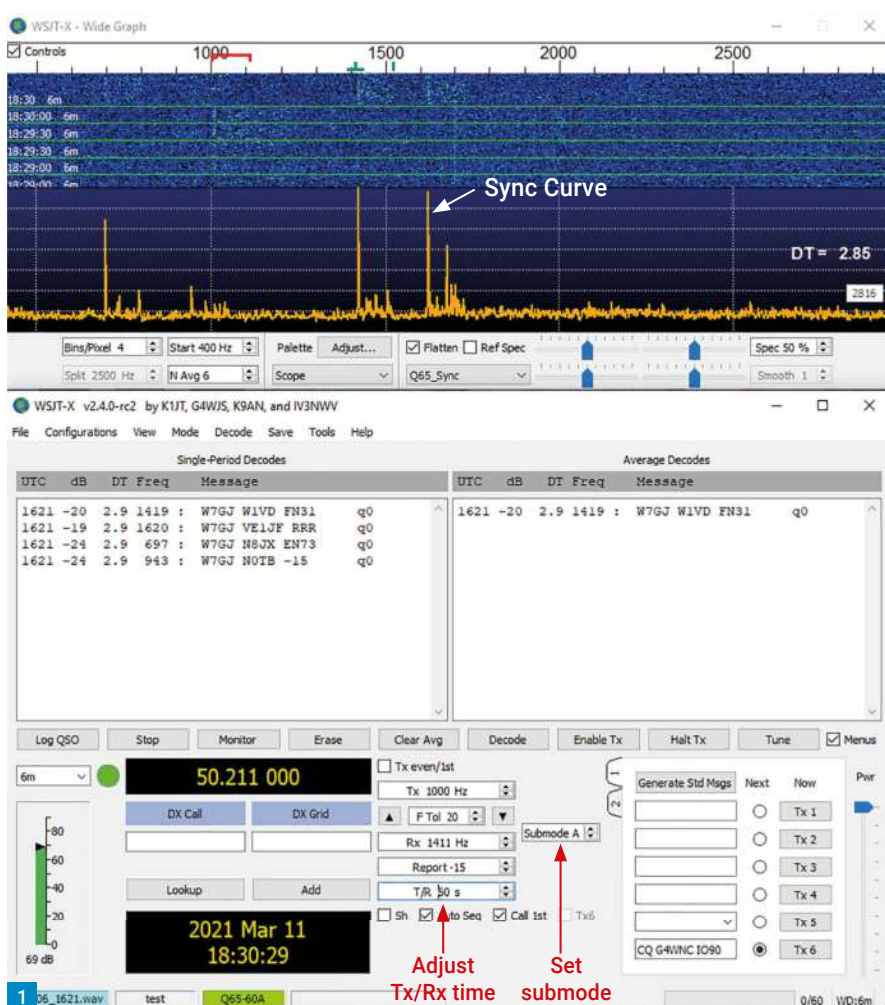 WSJT-X - Wide Graph
Controls
1000 1500 2000 2500
18:30 6m
18:30:00 6m
18:29:30 6m
18:29:30 6m
18:29:00 6m
18:29:00 6m
Sync Curve
DT = 2.85
2816
Bins/Pixel 4 Start 400 Hz Palette Adjust... Flatten Ref Spec Spec 50 %
Split 2500 Hz N Avg 6 Scope Q65_Sync Smooth 1
WSJT-X v2.4.0-rc2 by K1JT, G4WJS, K9AN, and IV3NWV
File Configurations View Mode Decode Save Tools Help
Single-Period Decodes Average Decodes
UTC dB DT Freq Message UTC dB DT Freq Message
1621 -20 2.9 1419 : W7GJ W1VD FN31 q0 1621 -20 2.9 1419 : W7GJ W1VD FN31 q0
1621 -19 2.9 1620 : W7GJ VE1JF RRR q0
1621 -24 2.9 697 : W7GJ N8JX EN73 q0
1621 -24 2.9 943 : W7GJ N0TB -15 q0
Log QSO Stop Monitor Erase Clear Avg Decode Enable Tx Halt Tx Tune Menus
6m 50.211 000 Tx even/1st 1 Generate Std Msgs Next Now Pwr
Tx 1000 Hz Tx 1
DX Call DX Grid F Tol 20 2 Tx 2
Submode A
Rx 1411 Hz
-80
-60 Report -15 Tx 3
-40 Lookup Add T/R 60 s Tx 4
-20 Sh Auto Seq Call 1st Tx6 Tx 5
-0 2021 Mar 11
69 dB 18:30:29 CQ G4WNC IO90 Tx 6
Adjust Tx/Rx time
Set submode
1 06_1621.wav test Q65-60A 0/60 WD:6m